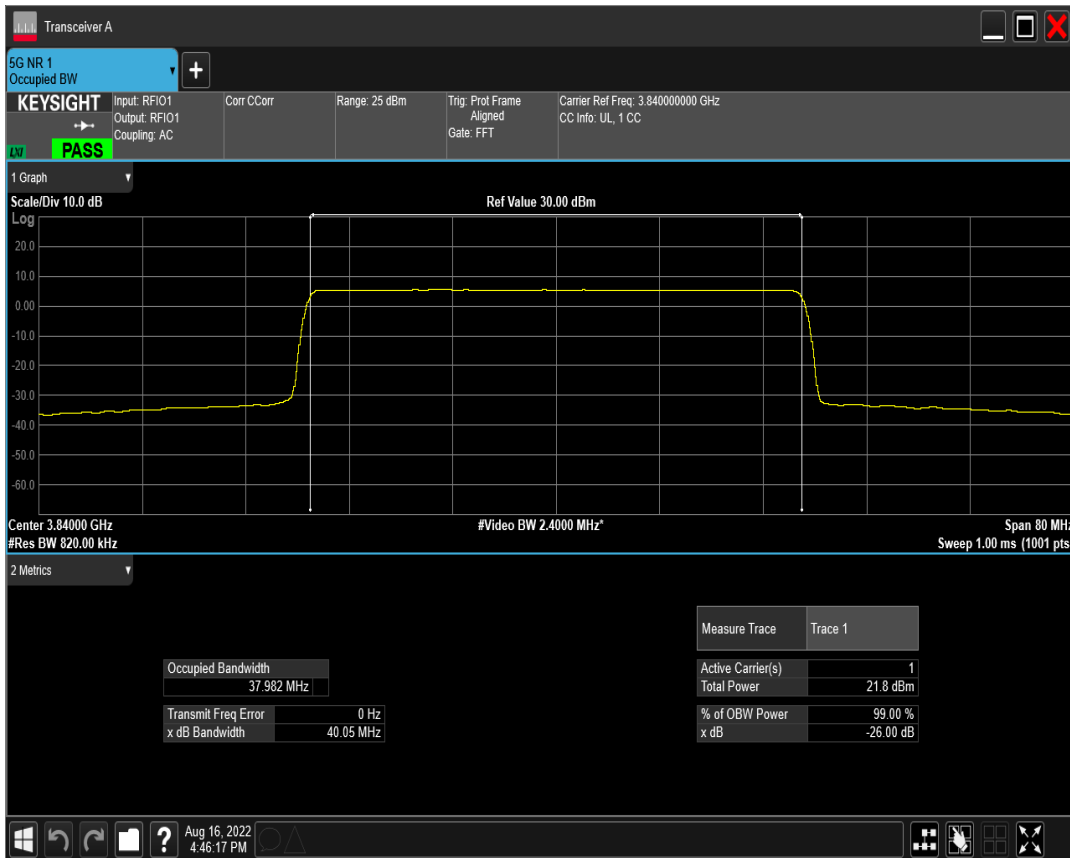 Transceiver A
5G NR 1
Occupied BW
+
KEYSIGHT
LXI
PASS
Input: RFIO1
Output: RFIO1
Coupling: AC
Corr CCorr
Range: 25 dBm
Trig: Prot Frame
Aligned
Gate: FFT
Carrier Ref Freq: 3.840000000 GHz
CC Info: UL, 1 CC
1 Graph
Scale/Div 10.0 dB
Ref Value 30.00 dBm
Log
20.0
10.0
0.00
-10.0
-20.0
-30.0
-40.0
-50.0
-60.0
Center 3.84000 GHz
#Video BW 2.4000 MHz*
Span 80 MHz
#Res BW 820.00 kHz
Sweep 1.00 ms (1001 pts
2 Metrics
Measure Trace Trace 1
Occupied Bandwidth
37.982 MHz
Active Carrier(s) 1
Total Power 21.8 dBm
Transmit Freq Error 0 Hz
x dB Bandwidth 40.05 MHz
% of OBW Power 99.00 %
x dB -26.00 dB
?
Aug 16, 2022
4:46:17 PM